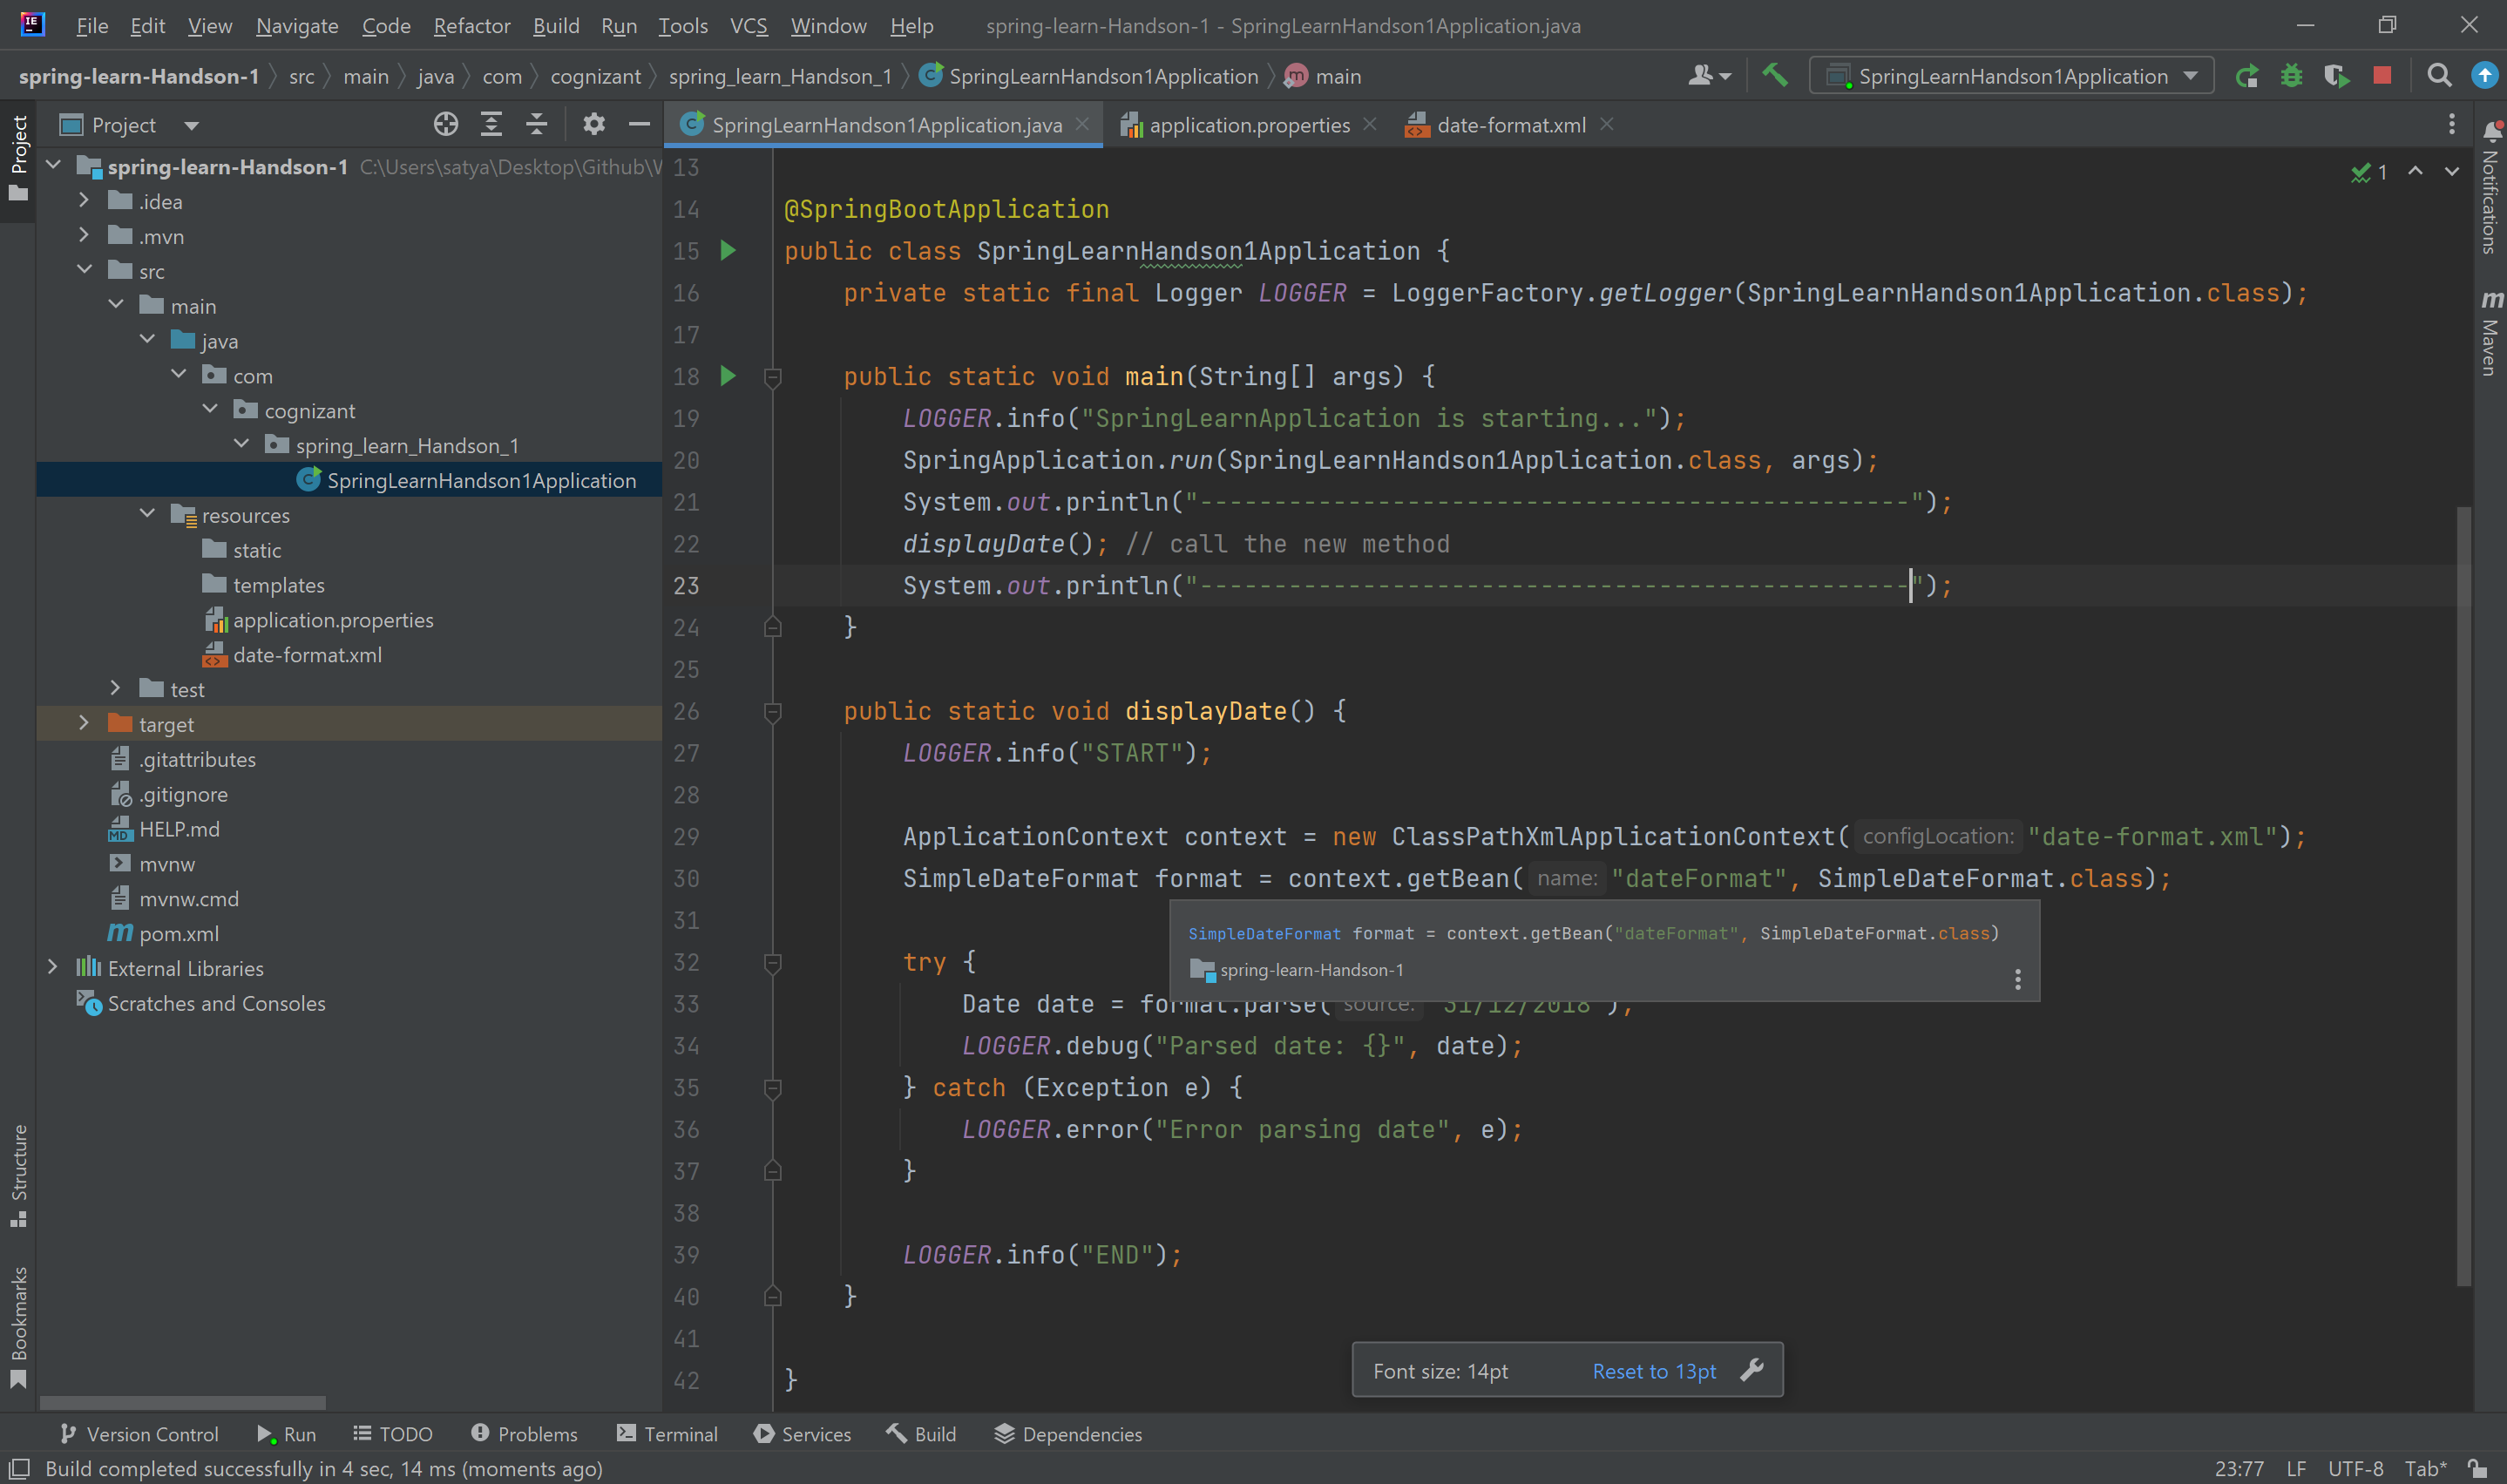 File Edit View Navigate Code Refactor Build Run Tools VCS Window Help spring-learn-Handson-1 - SpringLearnHandson1Application.java
spring-learn-Handson-1 src main java com cognizant spring_learn_Handson_1 SpringLearnHandson1Application main SpringLearnHandson1Application
Project
Project
SpringLearnHandson1Application.java application.properties date-format.xml
spring-learn-Handson-1 C:\Users\satya\Desktop\Github\
.idea
.mvn
src
main
java
com
cognizant
spring_learn_Handson_1
SpringLearnHandson1Application
resources
static
templates
application.properties
date-format.xml
test
target
.gitattributes
.gitignore
HELP.md
mvnw
mvnw.cmd
pom.xml
External Libraries
Scratches and Consoles
Structure
Bookmarks
13
1
14 @SpringBootApplication
15 public class SpringLearnHandson1Application {
16 private static final Logger LOGGER = LoggerFactory.getLogger(SpringLearnHandson1Application.class);
17
18 public static void main(String[] args) {
19 LOGGER.info("SpringLearnApplication is starting...");
20 SpringApplication.run(SpringLearnHandson1Application.class, args);
21 System.out.println("------------------------------------------------");
22 displayDate(); // call the new method
23 System.out.println("------------------------------------------------");
24 }
25
26 public static void displayDate() {
27 LOGGER.info("START");
28
29 ApplicationContext context = new ClassPathXmlApplicationContext( configLocation: "date-format.xml");
30 SimpleDateFormat format = context.getBean( name: "dateFormat", SimpleDateFormat.class);
31
SimpleDateFormat format = context.getBean("dateFormat", SimpleDateFormat.class)
spring-learn-Handson-1
32 try {
33 Date date = format.parse( source: "31/12/2018");
34 LOGGER.debug("Parsed date: {}", date);
35 } catch (Exception e) {
36 LOGGER.error("Error parsing date", e);
37 }
38
39 LOGGER.info("END");
40 }
41
42 }
Font size: 14pt Reset to 13pt
Notifications
Maven
Version Control Run TODO Problems Terminal Services Build Dependencies
Build completed successfully in 4 sec, 14 ms (moments ago) 23:77 LF UTF-8 Tab*